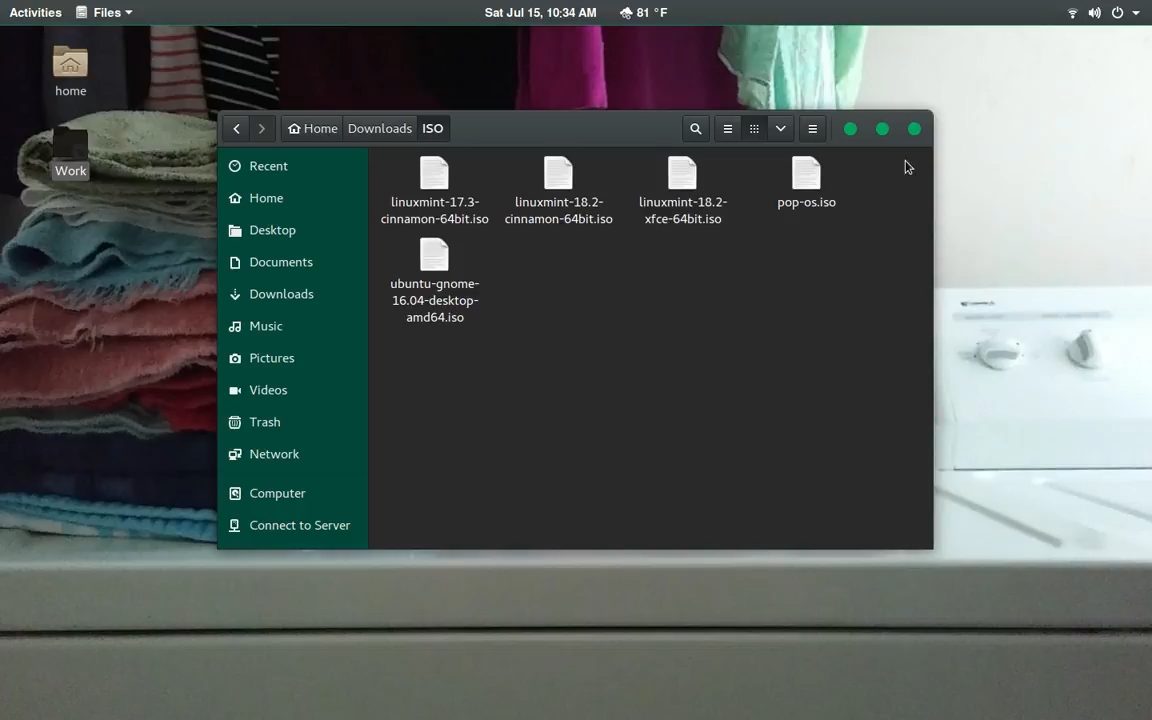 Activities
Files
Sat Jul 15, 10:34 AM
81 °F
home
Work
Home
Downloads
ISO
Recent
Home
Desktop
Documents
Downloads
Music
Pictures
Videos
Trash
Network
Computer
Connect to Server
linuxmint-17.3-
cinnamon-64bit.iso
linuxmint-18.2-
cinnamon-64bit.iso
linuxmint-18.2-
xfce-64bit.iso
pop-os.iso
ubuntu-gnome-
16.04-desktop-
amd64.iso